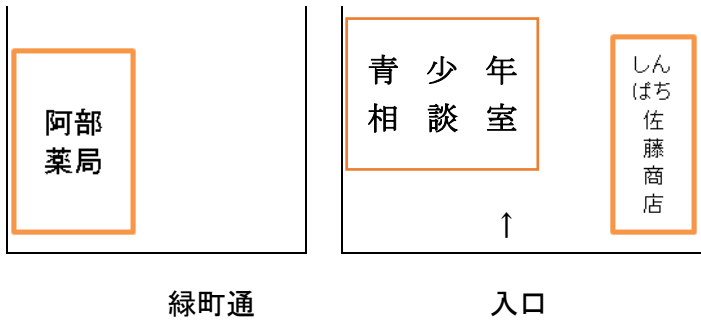 阿部
薬局
青少年
相談室
しん
ぱち
佐
藤
商
店
↑
緑町通
入口